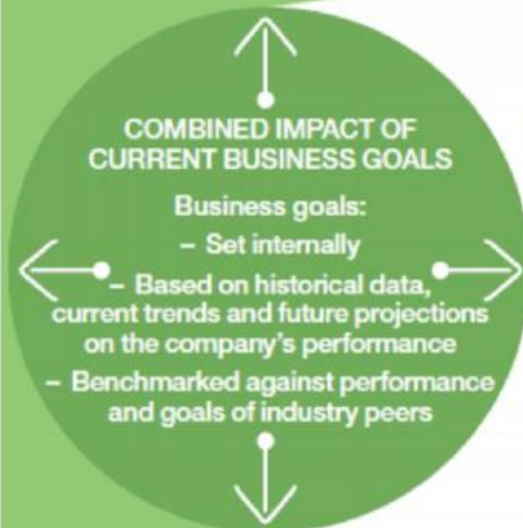 COMBINED IMPACT OF
CURRENT BUSINESS GOALS
Business goals:
– Set internally
– Based on historical data,
current trends and future projections
on the company's performance
– Benchmarked against performance
and goals of industry peers